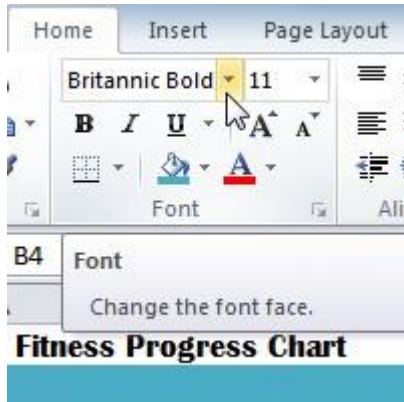 Home Insert Page Layout
Britannic Bold 11
B I U A A
A
Font Ali
B4
Font
Change the font face.
Fitness Progress Chart